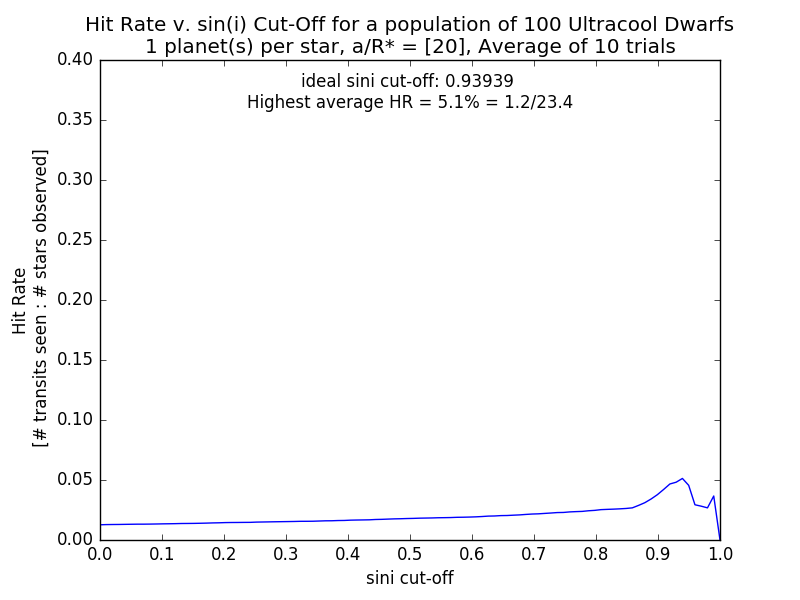 Hit Rate v. sin(i) Cut-Off for a population of 100 Ultracool Dwarfs
1 planet(s) per star, a/R* = [20], Average of 10 trials
ideal sini cut-off: 0.93939
Highest average HR = 5.1% = 1.2/23.4
Hit Rate
[# transits seen : # stars observed]
0.40
0.35
0.30
0.25
0.20
0.15
0.10
0.05
0.00
0.0 0.1 0.2 0.3 0.4 0.5 0.6 0.7 0.8 0.9 1.0
sini cut-off